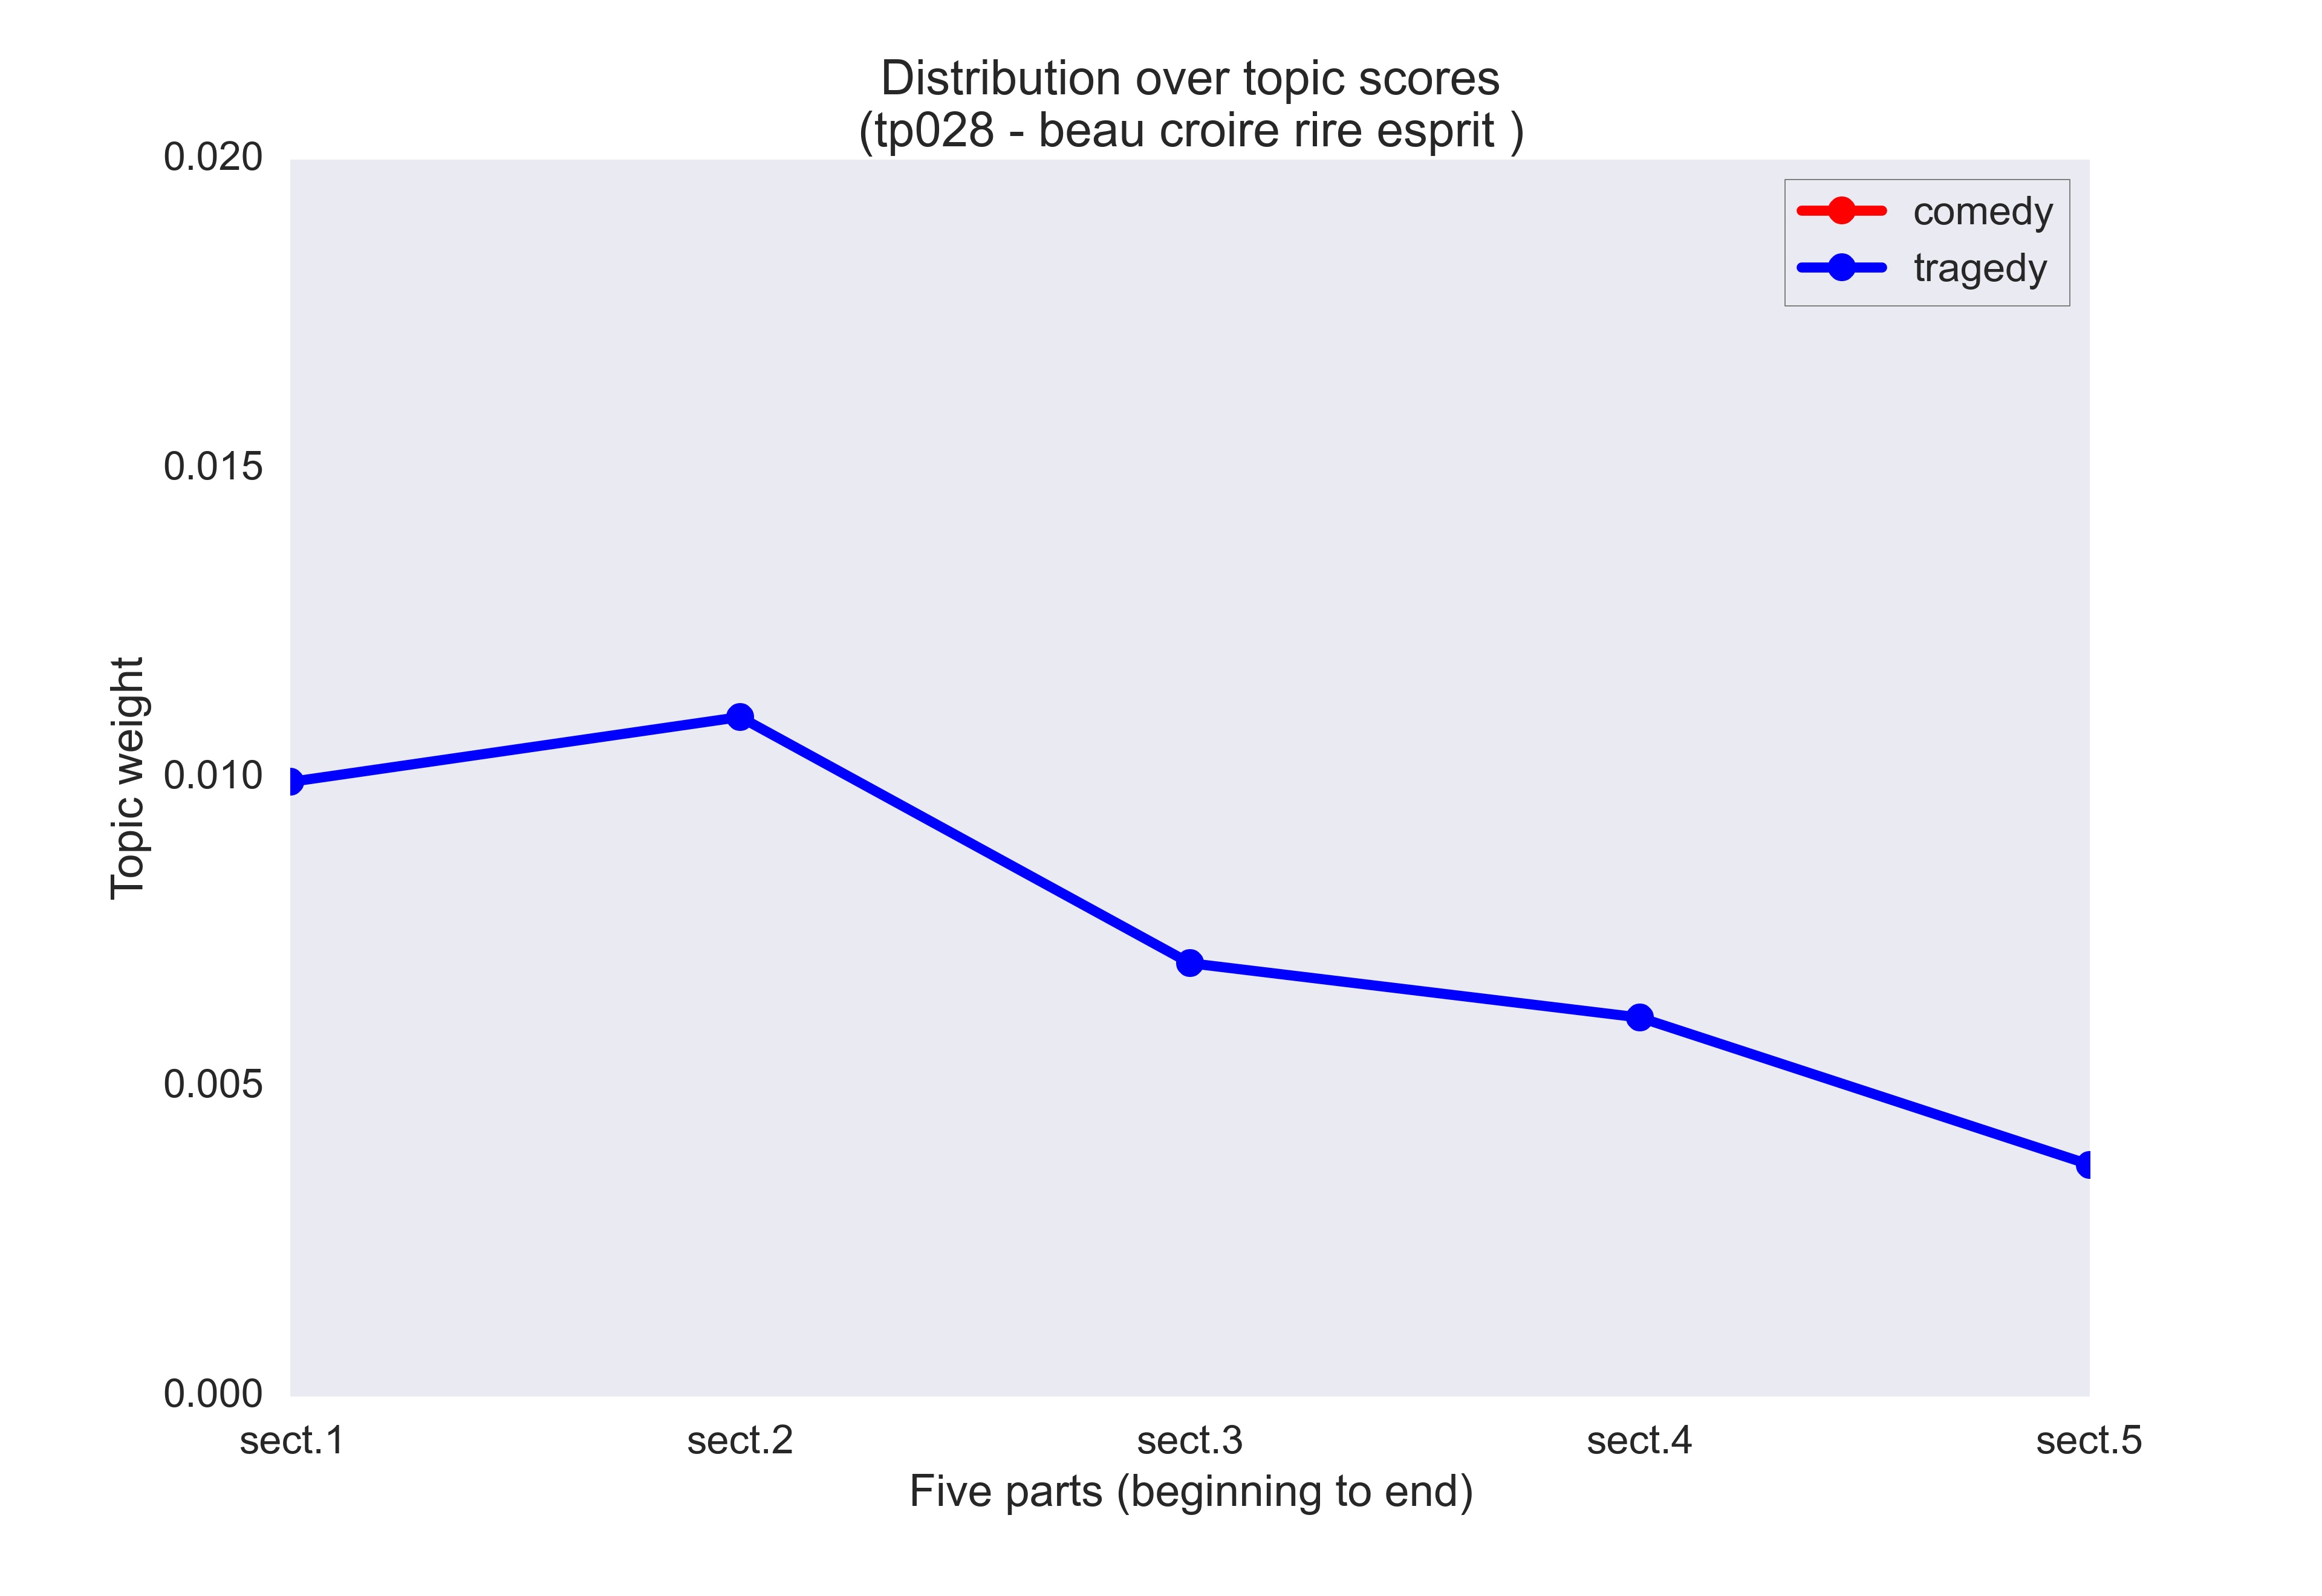 Distribution over topic scores
(tp028 - beau croire rire esprit )
comedy
tragedy
Topic weight
0.020
0.015
0.010
0.005
0.000
sect.1
sect.2
sect.3
sect.4
sect.5
Five parts (beginning to end)